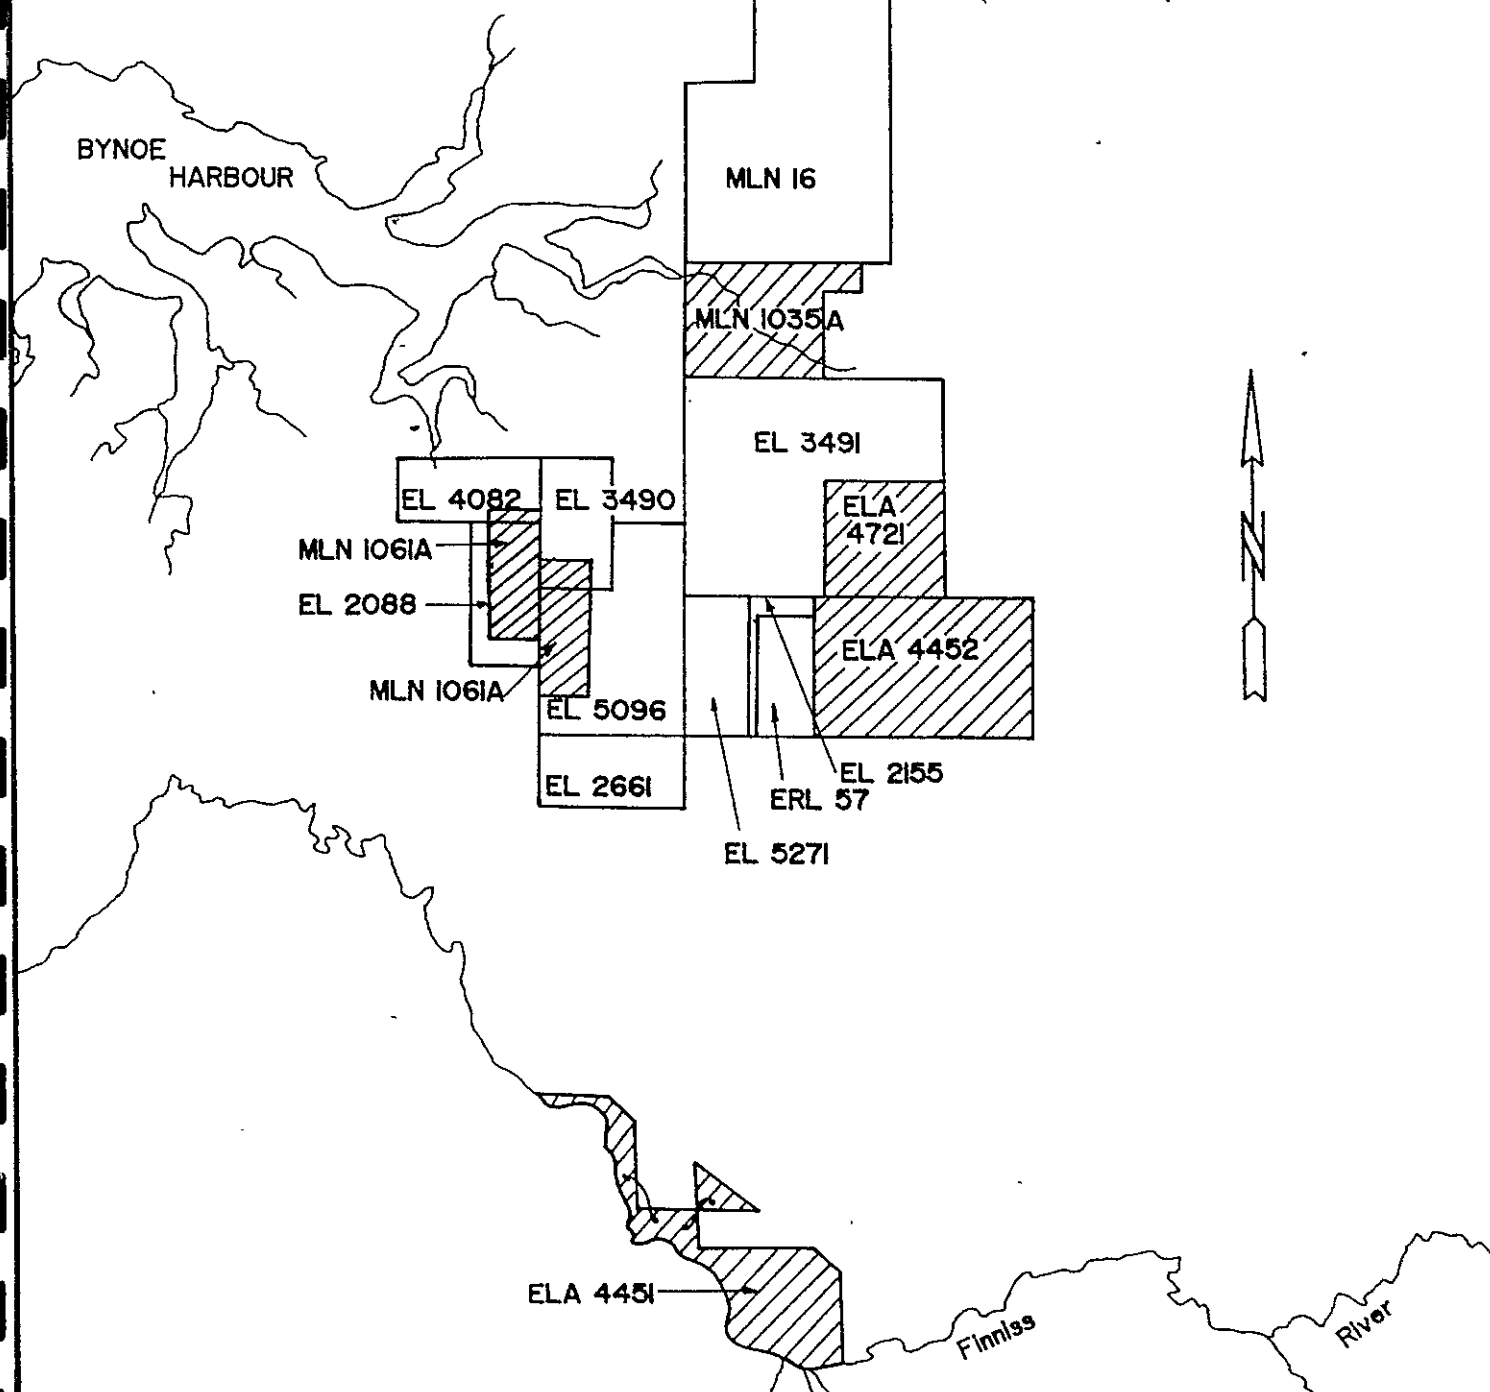 BYNOE
HARBOUR
MLN 16
MLN 1035A
EL 3491
EL 4082
EL 3490
ELA
4721
MLN 1061A
EL 2088
ELA 4452
MLN 1061A
EL 5096
EL 2155
EL 2661
ERL 57
EL 5271
N
ELA 4451
Finniss
River